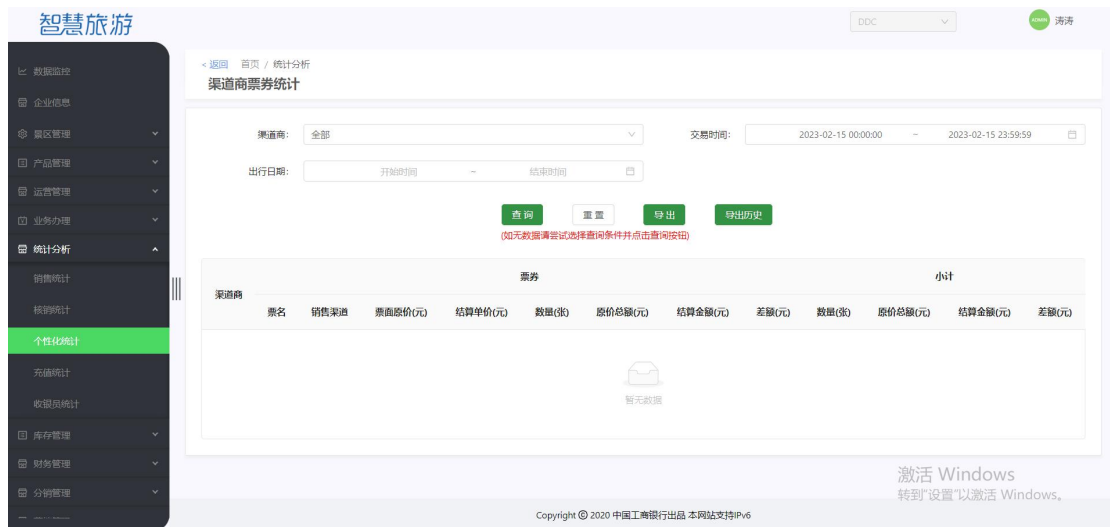 智慧旅游
DDC
ADMIN 涛涛
数据监控
企业信息
景区管理
产品管理
运营管理
业务办理
统计分析
销售统计
核销统计
个性化统计
充值统计
收银员统计
库存管理
财务管理
分销管理
< 返回 首页 / 统计分析
渠道商票券统计
渠道商: 全部 交易时间: 2023-02-15 00:00:00 ~ 2023-02-15 23:59:59
出行日期: 开始时间 ~ 结束时间
查 询 重 置 导 出 导出历史
(如无数据请尝试选择查询条件并点击查询按钮)
渠道商 票券 小计
票名 销售渠道 票面原价(元) 结算单价(元) 数量(张) 原价总额(元) 结算金额(元) 差额(元) 数量(张) 原价总额(元) 结算金额(元) 差额(元)
暂无数据
激活 Windows
转到"设置"以激活 Windows。
Copyright © 2020 中国工商银行出品 本网站支持IPv6